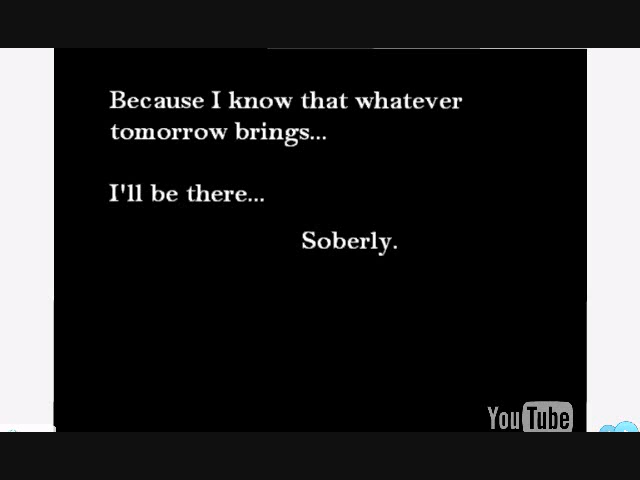 Because I know that whatever
tomorrow brings...
I'll be there...
Soberly.
YouTube